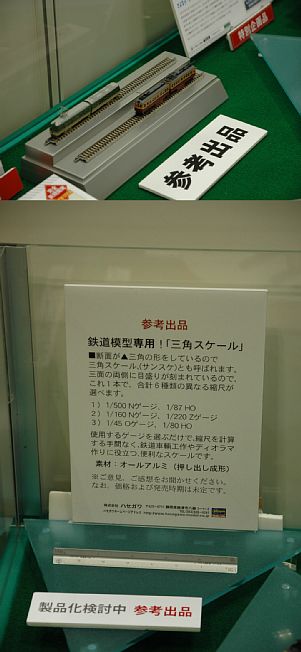 特別企画品
参考出品
参考出品
鉄道模型専用！「三角スケール」
■断面が▲三角の形をしているので
三角スケール、（サンスケ）とも呼ばれます。
三面の両側に目盛りが刻まれているので、
これ1本で、合計6種類の異なる縮尺が
選べます。
1） 1/500 Nゲージ、1/87 HO
2） 1/160 Nゲージ、1/220 Zゲージ
3） 1/45 Oゲージ、1/80 HO
使用するゲージを選ぶだけで、縮尺を計算
する手間なく、鉄道車輌工作やディオラマ
作りに役立つ、便利なスケールです。
素材：オールアルミ（押し出し成形）
※ご意見、ご感想をお聞かせください。
なお、価格および発売時期は未定です。
株式会社 ハセガワ
製品化検討中 参考出品